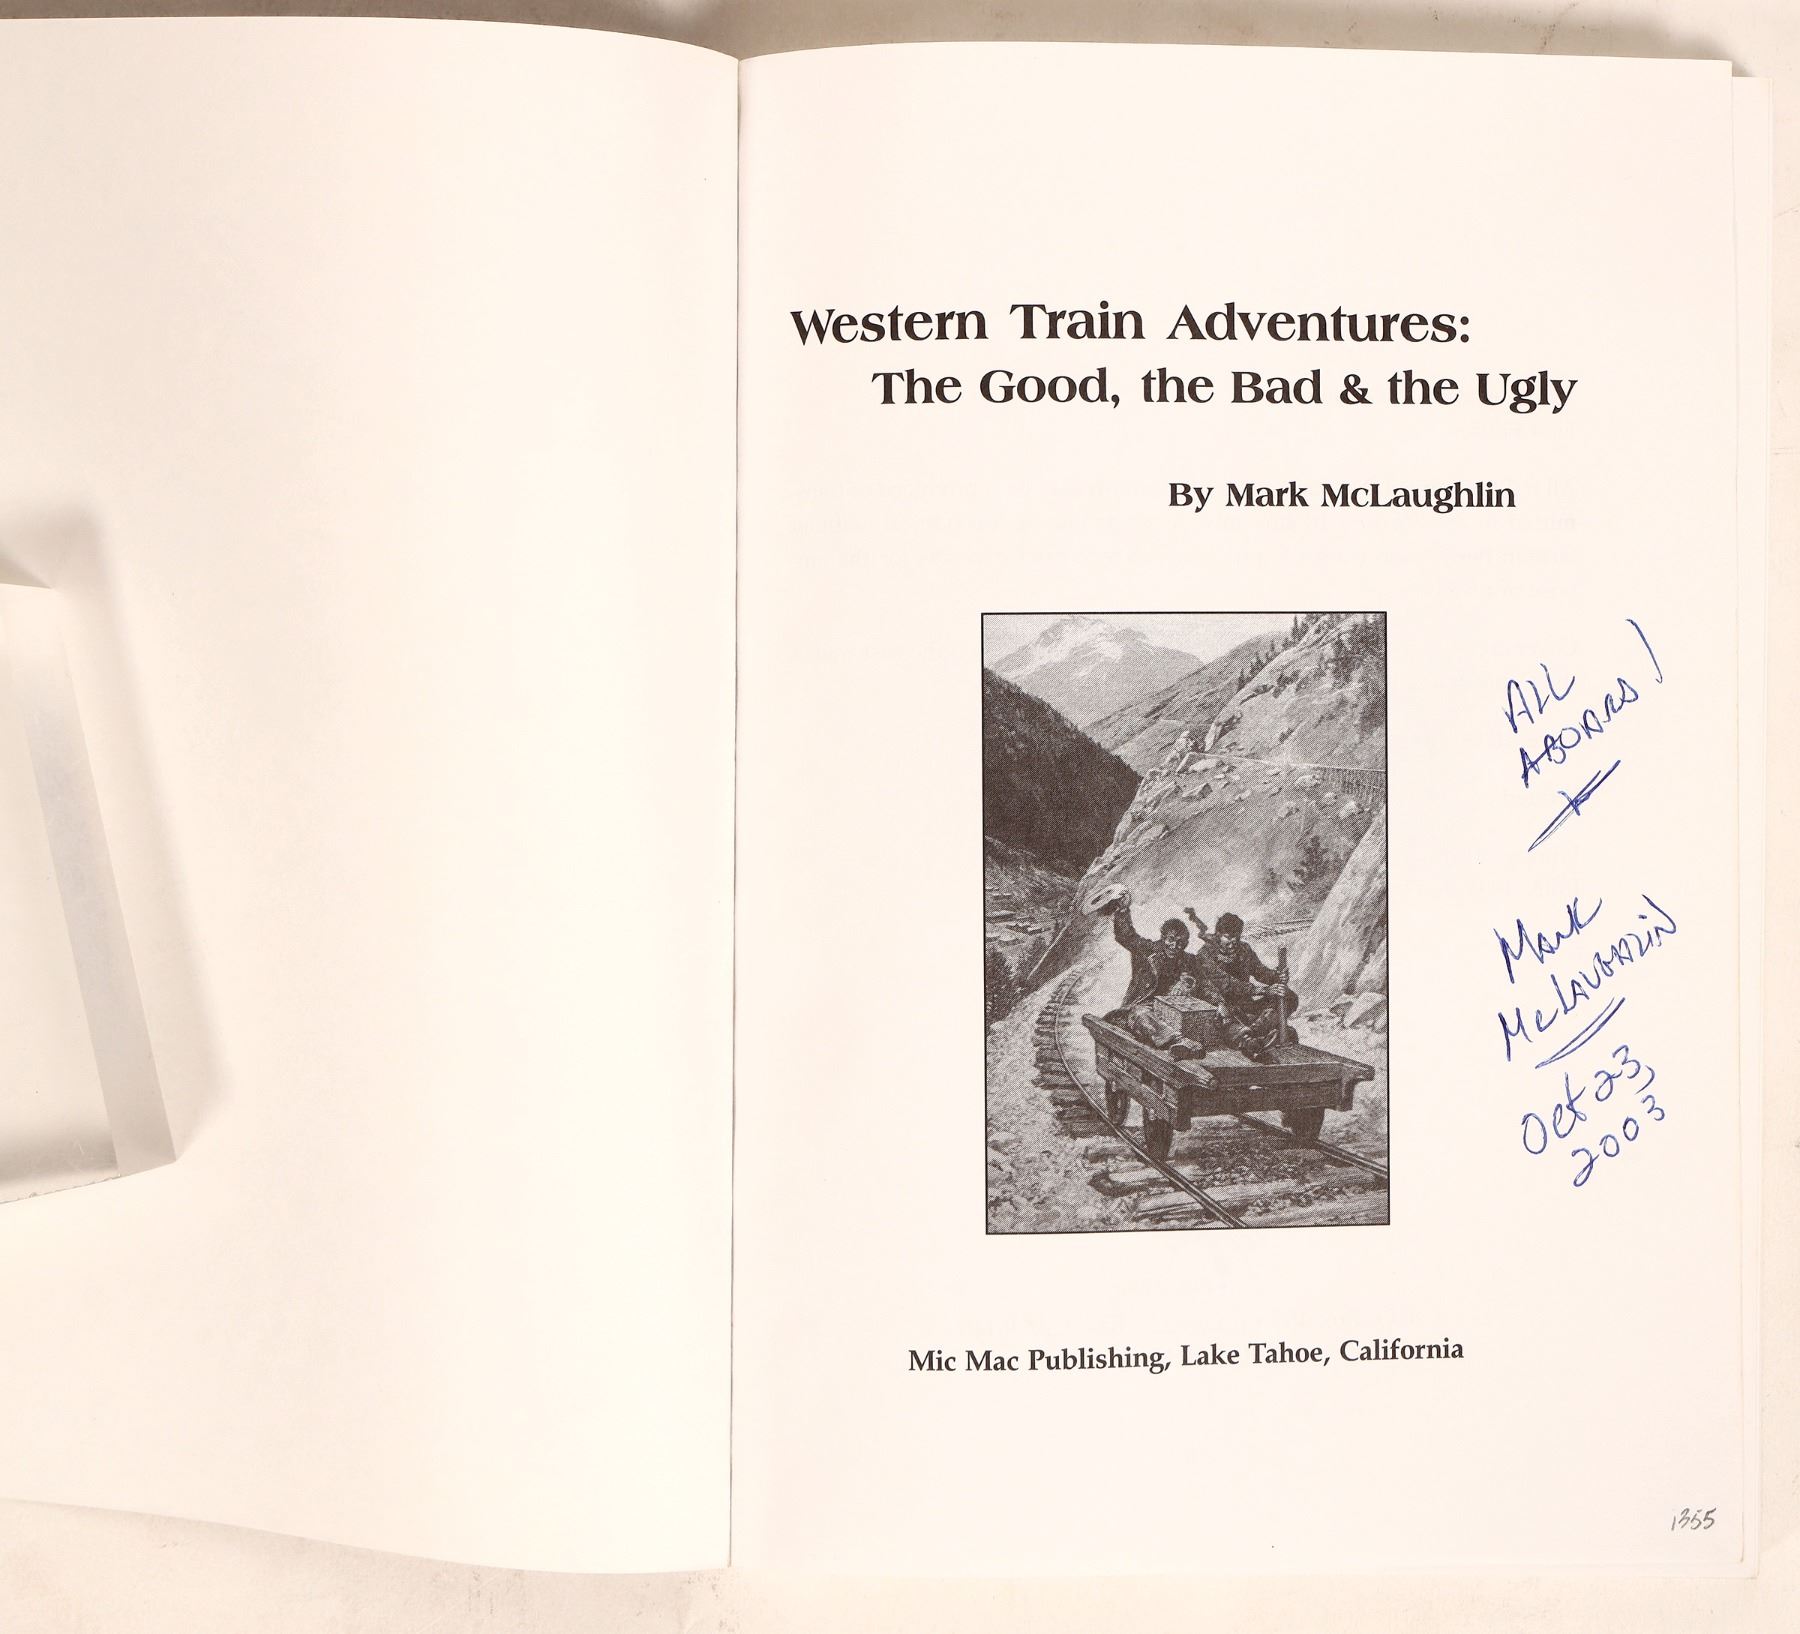 Western Train Adventures:
The Good, the Bad & the Ugly
By Mark McLaughlin
ALL
ABOARD!
Mark
McLaughlin
Oct 23,
2003
Mic Mac Publishing, Lake Tahoe, California
1355